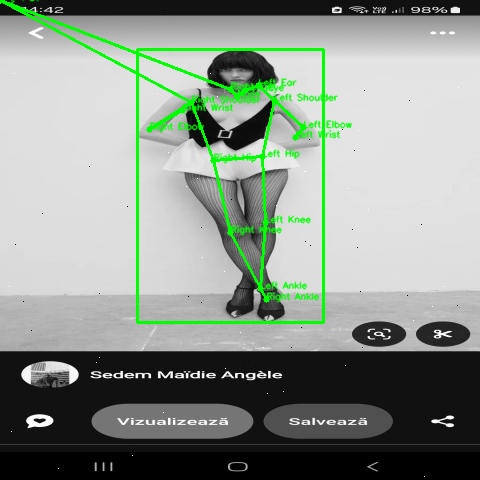 14:42
98%
Left Ear
Right Shoulder
Left Shoulder
Right Wrist
Right Elbow
Left Elbow
Left Wrist
Right Hip
Left Hip
Left Knee
Right Knee
Left Ankle
Right Ankle
Sedem Maïdie Angèle
Vizualizează
Salvează